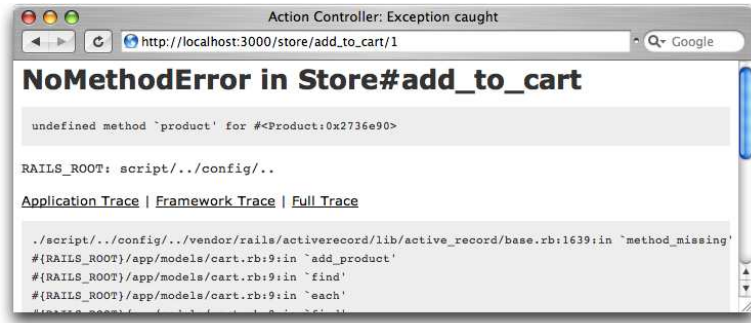 Action Controller: Exception caught
http://localhost:3000/store/add_to_cart/1
Google
NoMethodError in Store#add_to_cart
undefined method `product' for #<Product:0x2736e90>
RAILS_ROOT: script/../config/..
Application Trace | Framework Trace | Full Trace
./script/../config/../vendor/rails/activerecord/lib/active_record/base.rb:1639:in `method_missing'
#{RAILS_ROOT}/app/models/cart.rb:9:in `add_product'
#{RAILS_ROOT}/app/models/cart.rb:9:in `find'
#{RAILS_ROOT}/app/models/cart.rb:9:in `each'